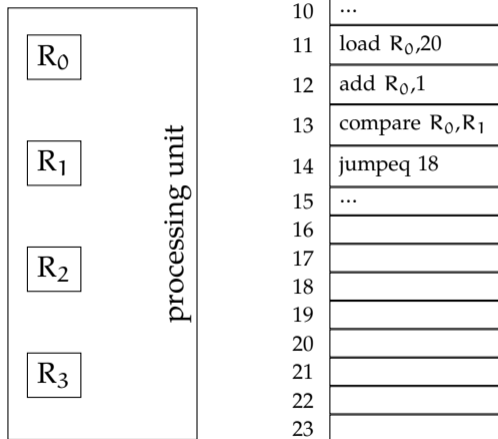 R₀
R₁
R₂
R₃
processing unit
10 ...
11 load R₀,20
12 add R₀,1
13 compare R₀,R₁
14 jumpeq 18
15 ...
16
17
18
19
20
21
22
23